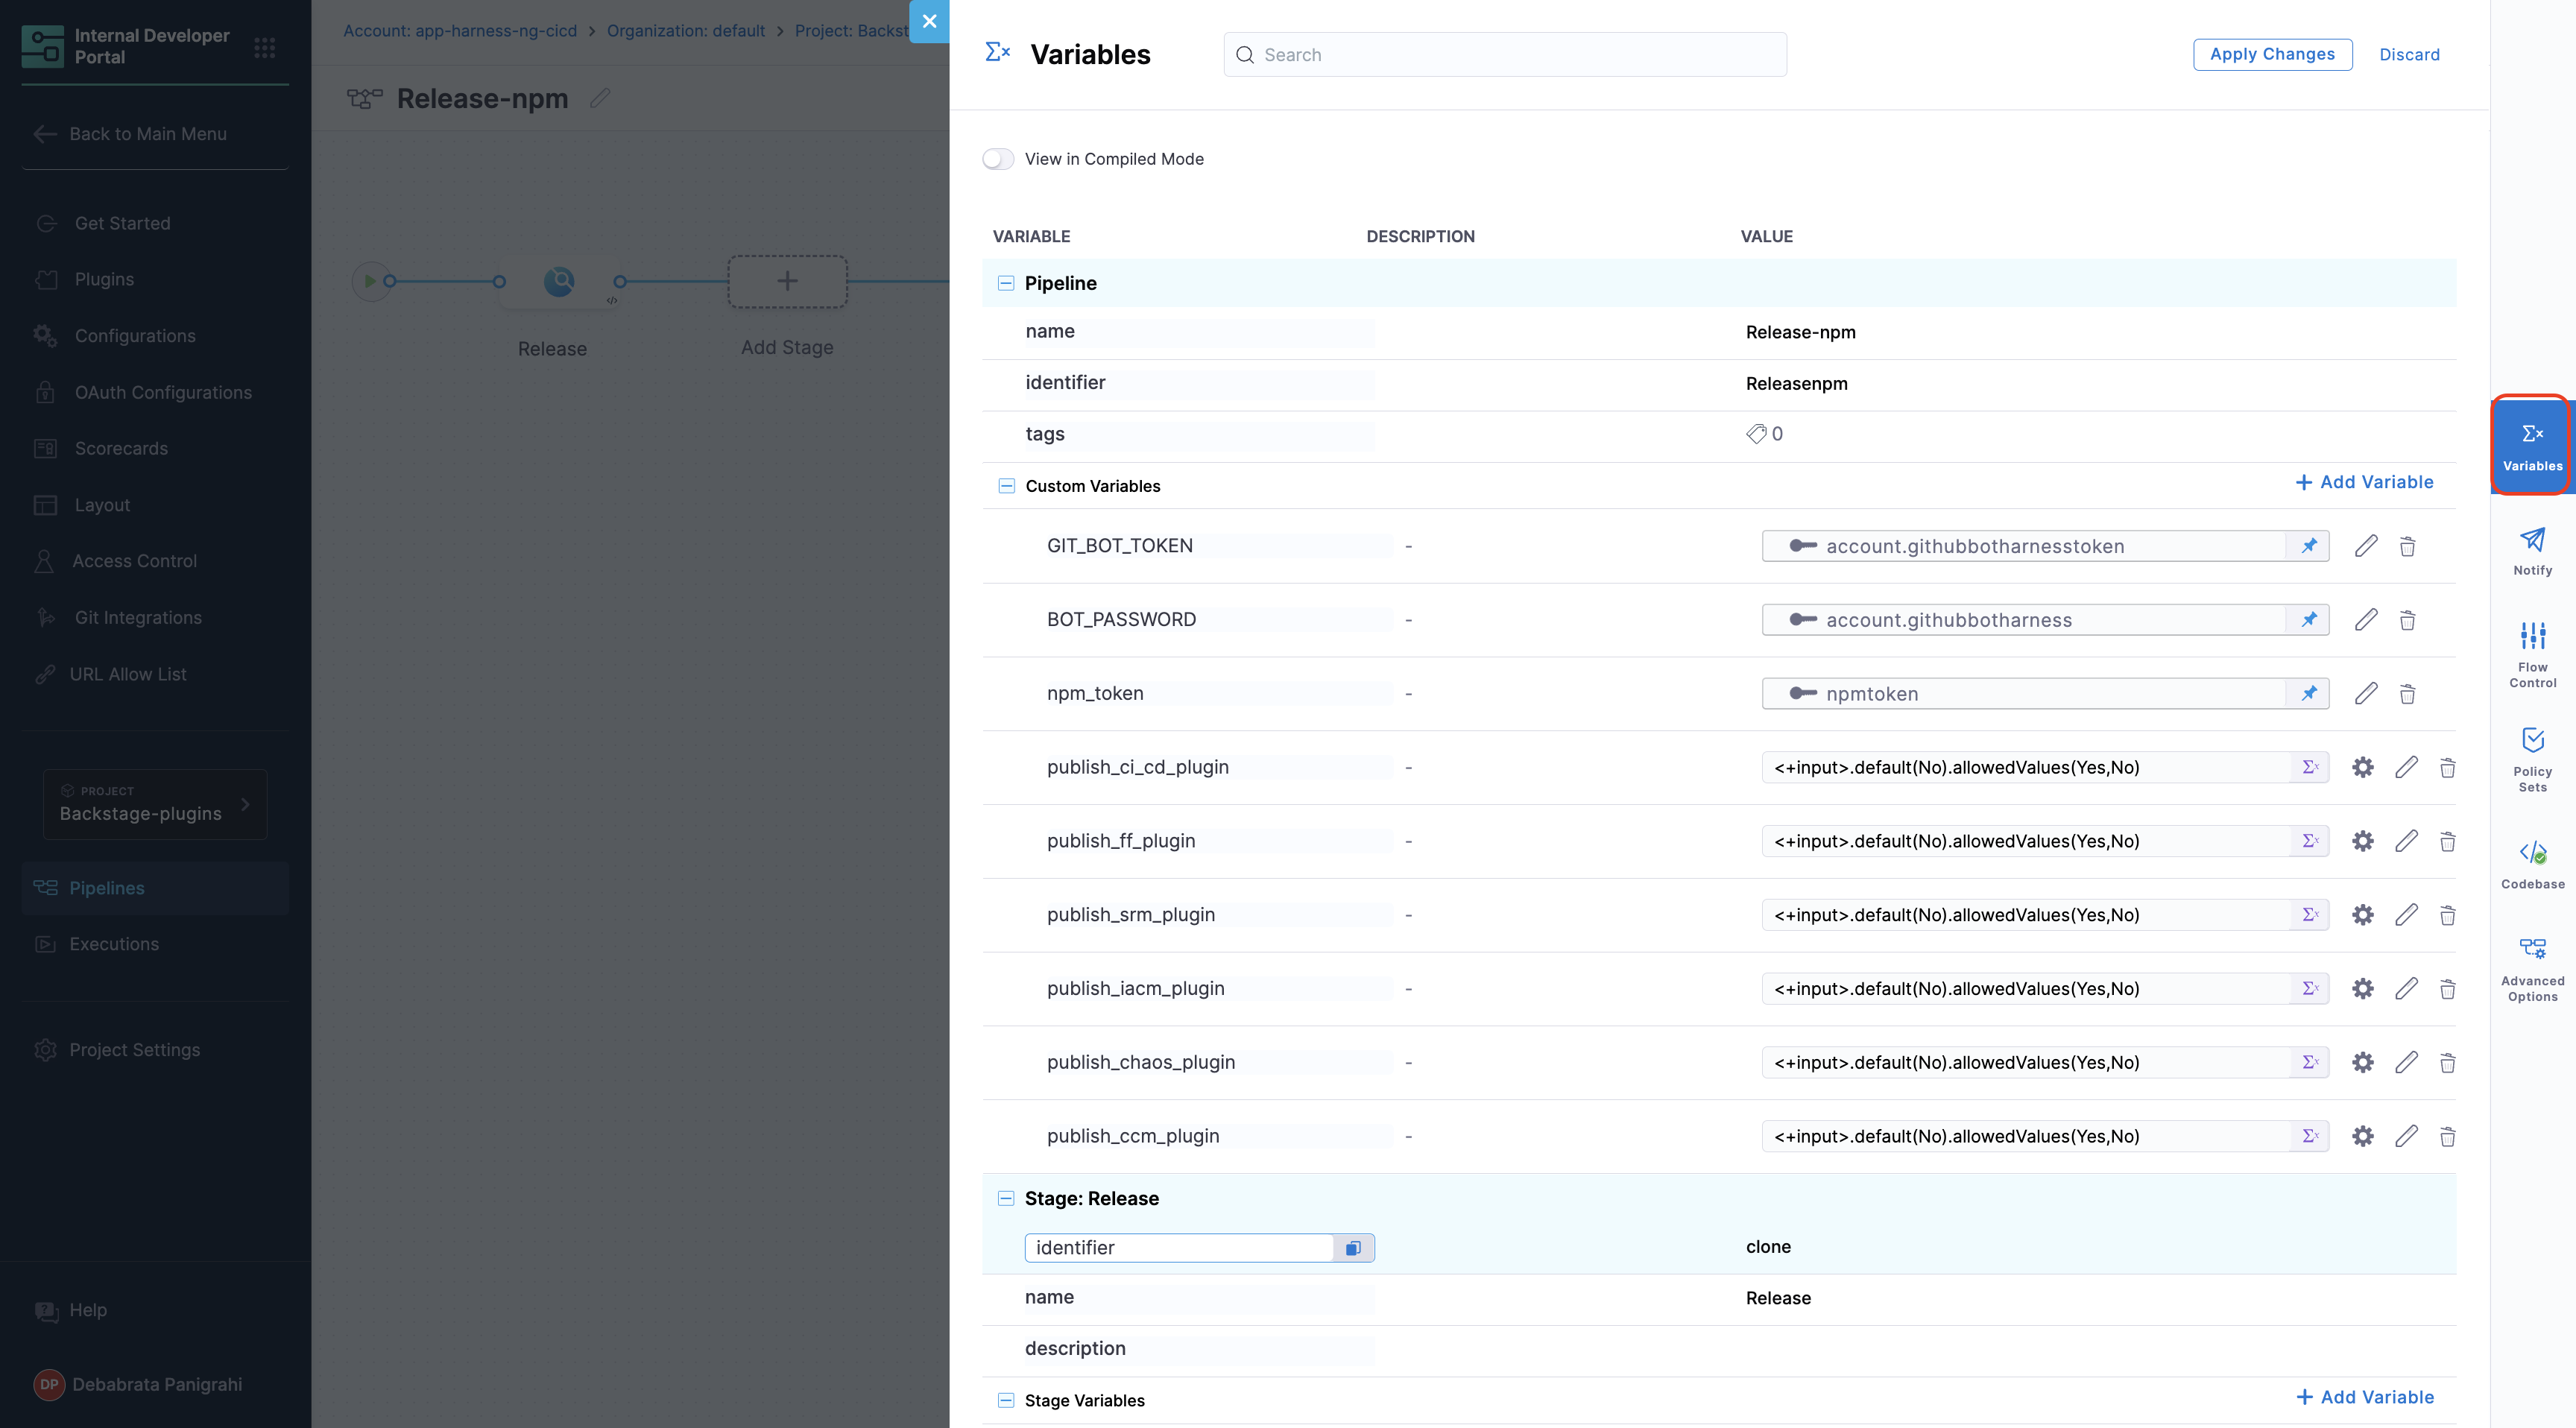 Internal Developer
Portal
Back to Main Menu
Get Started
Plugins
Configurations
OAuth Configurations
Scorecards
Layout
Access Control
Git Integrations
URL Allow List
PROJECT
Backstage-plugins
Pipelines
Executions
Project Settings
Help
DP Debabrata Panigrahi
Account: app-harness-ng-cicd > Organization: default > Project: Backst
Release-npm
Release
Add Stage
Variables
Search
Apply Changes
Discard
View in Compiled Mode
VARIABLE DESCRIPTION VALUE
Pipeline
name Release-npm
identifier Releasenpm
tags 0
Custom Variables + Add Variable
GIT_BOT_TOKEN - account.githubbotharnesstoken
BOT_PASSWORD - account.githubbotharness
npm_token - npmtoken
publish_ci_cd_plugin - <+input>.default(No).allowedValues(Yes,No)
publish_ff_plugin - <+input>.default(No).allowedValues(Yes,No)
publish_srm_plugin - <+input>.default(No).allowedValues(Yes,No)
publish_iacm_plugin - <+input>.default(No).allowedValues(Yes,No)
publish_chaos_plugin - <+input>.default(No).allowedValues(Yes,No)
publish_ccm_plugin - <+input>.default(No).allowedValues(Yes,No)
Stage: Release
identifier clone
name Release
description
Stage Variables + Add Variable
Variables
Notify
Flow
Control
Policy
Sets
Codebase
Advanced
Options